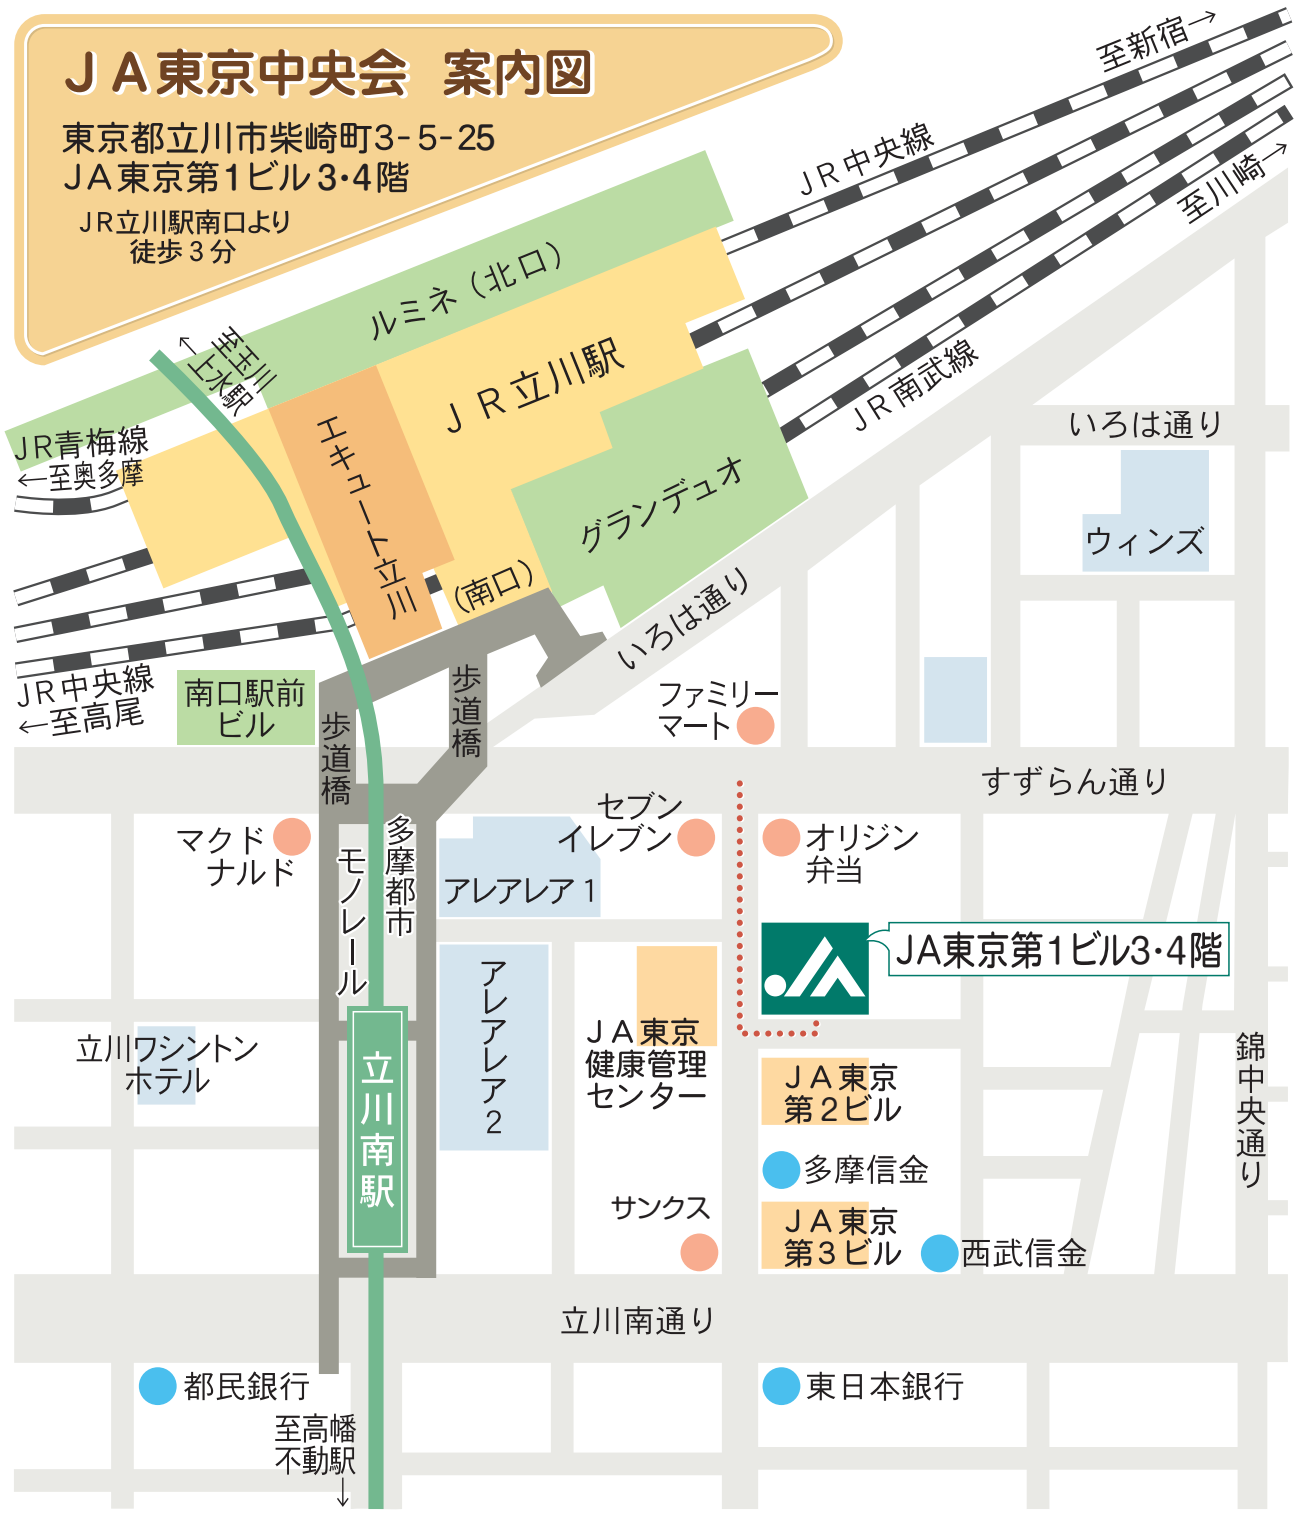 JA東京中央会 案内図
東京都立川市柴崎町3-5-25
JA東京第1ビル3・4階
JR立川駅南口より
徒歩3分
至新宿→
JR中央線
至川崎→
JR南武線
ルミネ(北口)
←至玉川
上水駅
JR立川駅
エキュート立川
グランデュオ
(南口)
JR青梅線
←至奥多摩
いろは通り
ウィンズ
いろは通り
JR中央線
←至高尾
南口駅前
ビル
歩道橋
歩道橋
ファミリー
マート
すずらん通り
マクド
ナルド
多摩都市
モノレール
セブン
イレブン
オリジン
弁当
アレアレア1
JA東京第1ビル3・4階
JA
アレアレア2
JA東京
健康管理
センター
立川ワシントン
ホテル
立川南駅
JA東京
第2ビル
錦中央通り
多摩信金
サンクス
JA東京
第3ビル
西武信金
立川南通り
都民銀行
東日本銀行
至高幡
不動駅
↓